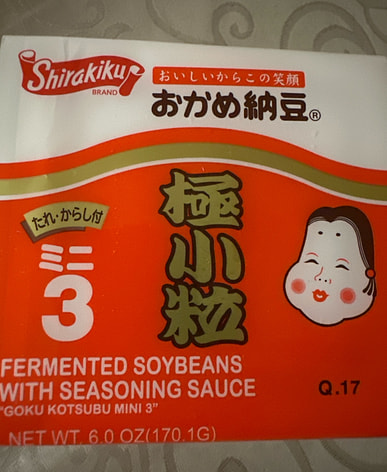 Shirakiku
BRAND
おいしいからこの笑顔
おかめ納豆®
たれ・からし付
ミニ
3
極小粒
FERMENTED SOYBEANS
WITH SEASONING SAUCE
"GOKU KOTSUBU MINI 3"
Q.17
NET WT. 6.0 OZ(170.1G)